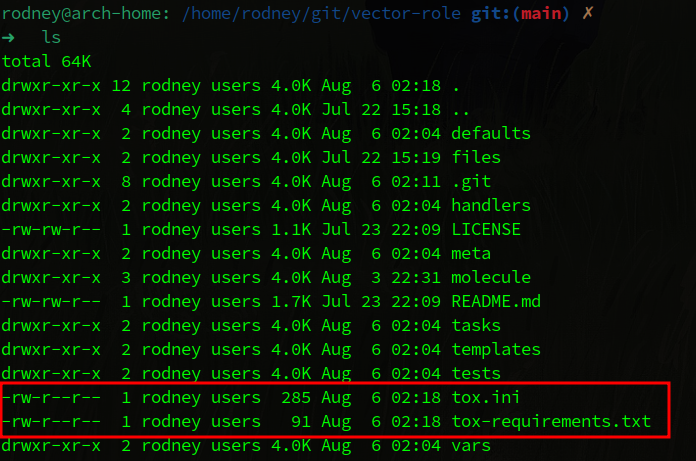 rodney@arch-home: /home/rodney/git/vector-role git:(main) ✗
➜  ls
total 64K
drwxr-xr-x 12 rodney users 4.0K Aug  6 02:18 .
drwxr-xr-x  4 rodney users 4.0K Jul 22 15:18 ..
drwxr-xr-x  2 rodney users 4.0K Aug  6 02:04 defaults
drwxr-xr-x  2 rodney users 4.0K Jul 22 15:19 files
drwxr-xr-x  8 rodney users 4.0K Aug  6 02:11 .git
drwxr-xr-x  2 rodney users 4.0K Aug  6 02:04 handlers
-rw-rw-r--  1 rodney users 1.1K Jul 23 22:09 LICENSE
drwxr-xr-x  2 rodney users 4.0K Aug  6 02:04 meta
drwxr-xr-x  3 rodney users 4.0K Aug  3 22:31 molecule
-rw-rw-r--  1 rodney users 1.7K Jul 23 22:09 README.md
drwxr-xr-x  2 rodney users 4.0K Aug  6 02:04 tasks
drwxr-xr-x  2 rodney users 4.0K Aug  6 02:04 templates
drwxr-xr-x  2 rodney users 4.0K Aug  6 02:04 tests
-rw-r--r--  1 rodney users  285 Aug  6 02:18 tox.ini
-rw-r--r--  1 rodney users   91 Aug  6 02:18 tox-requirements.txt
drwxr-xr-x  2 rodney users 4.0K Aug  6 02:04 vars